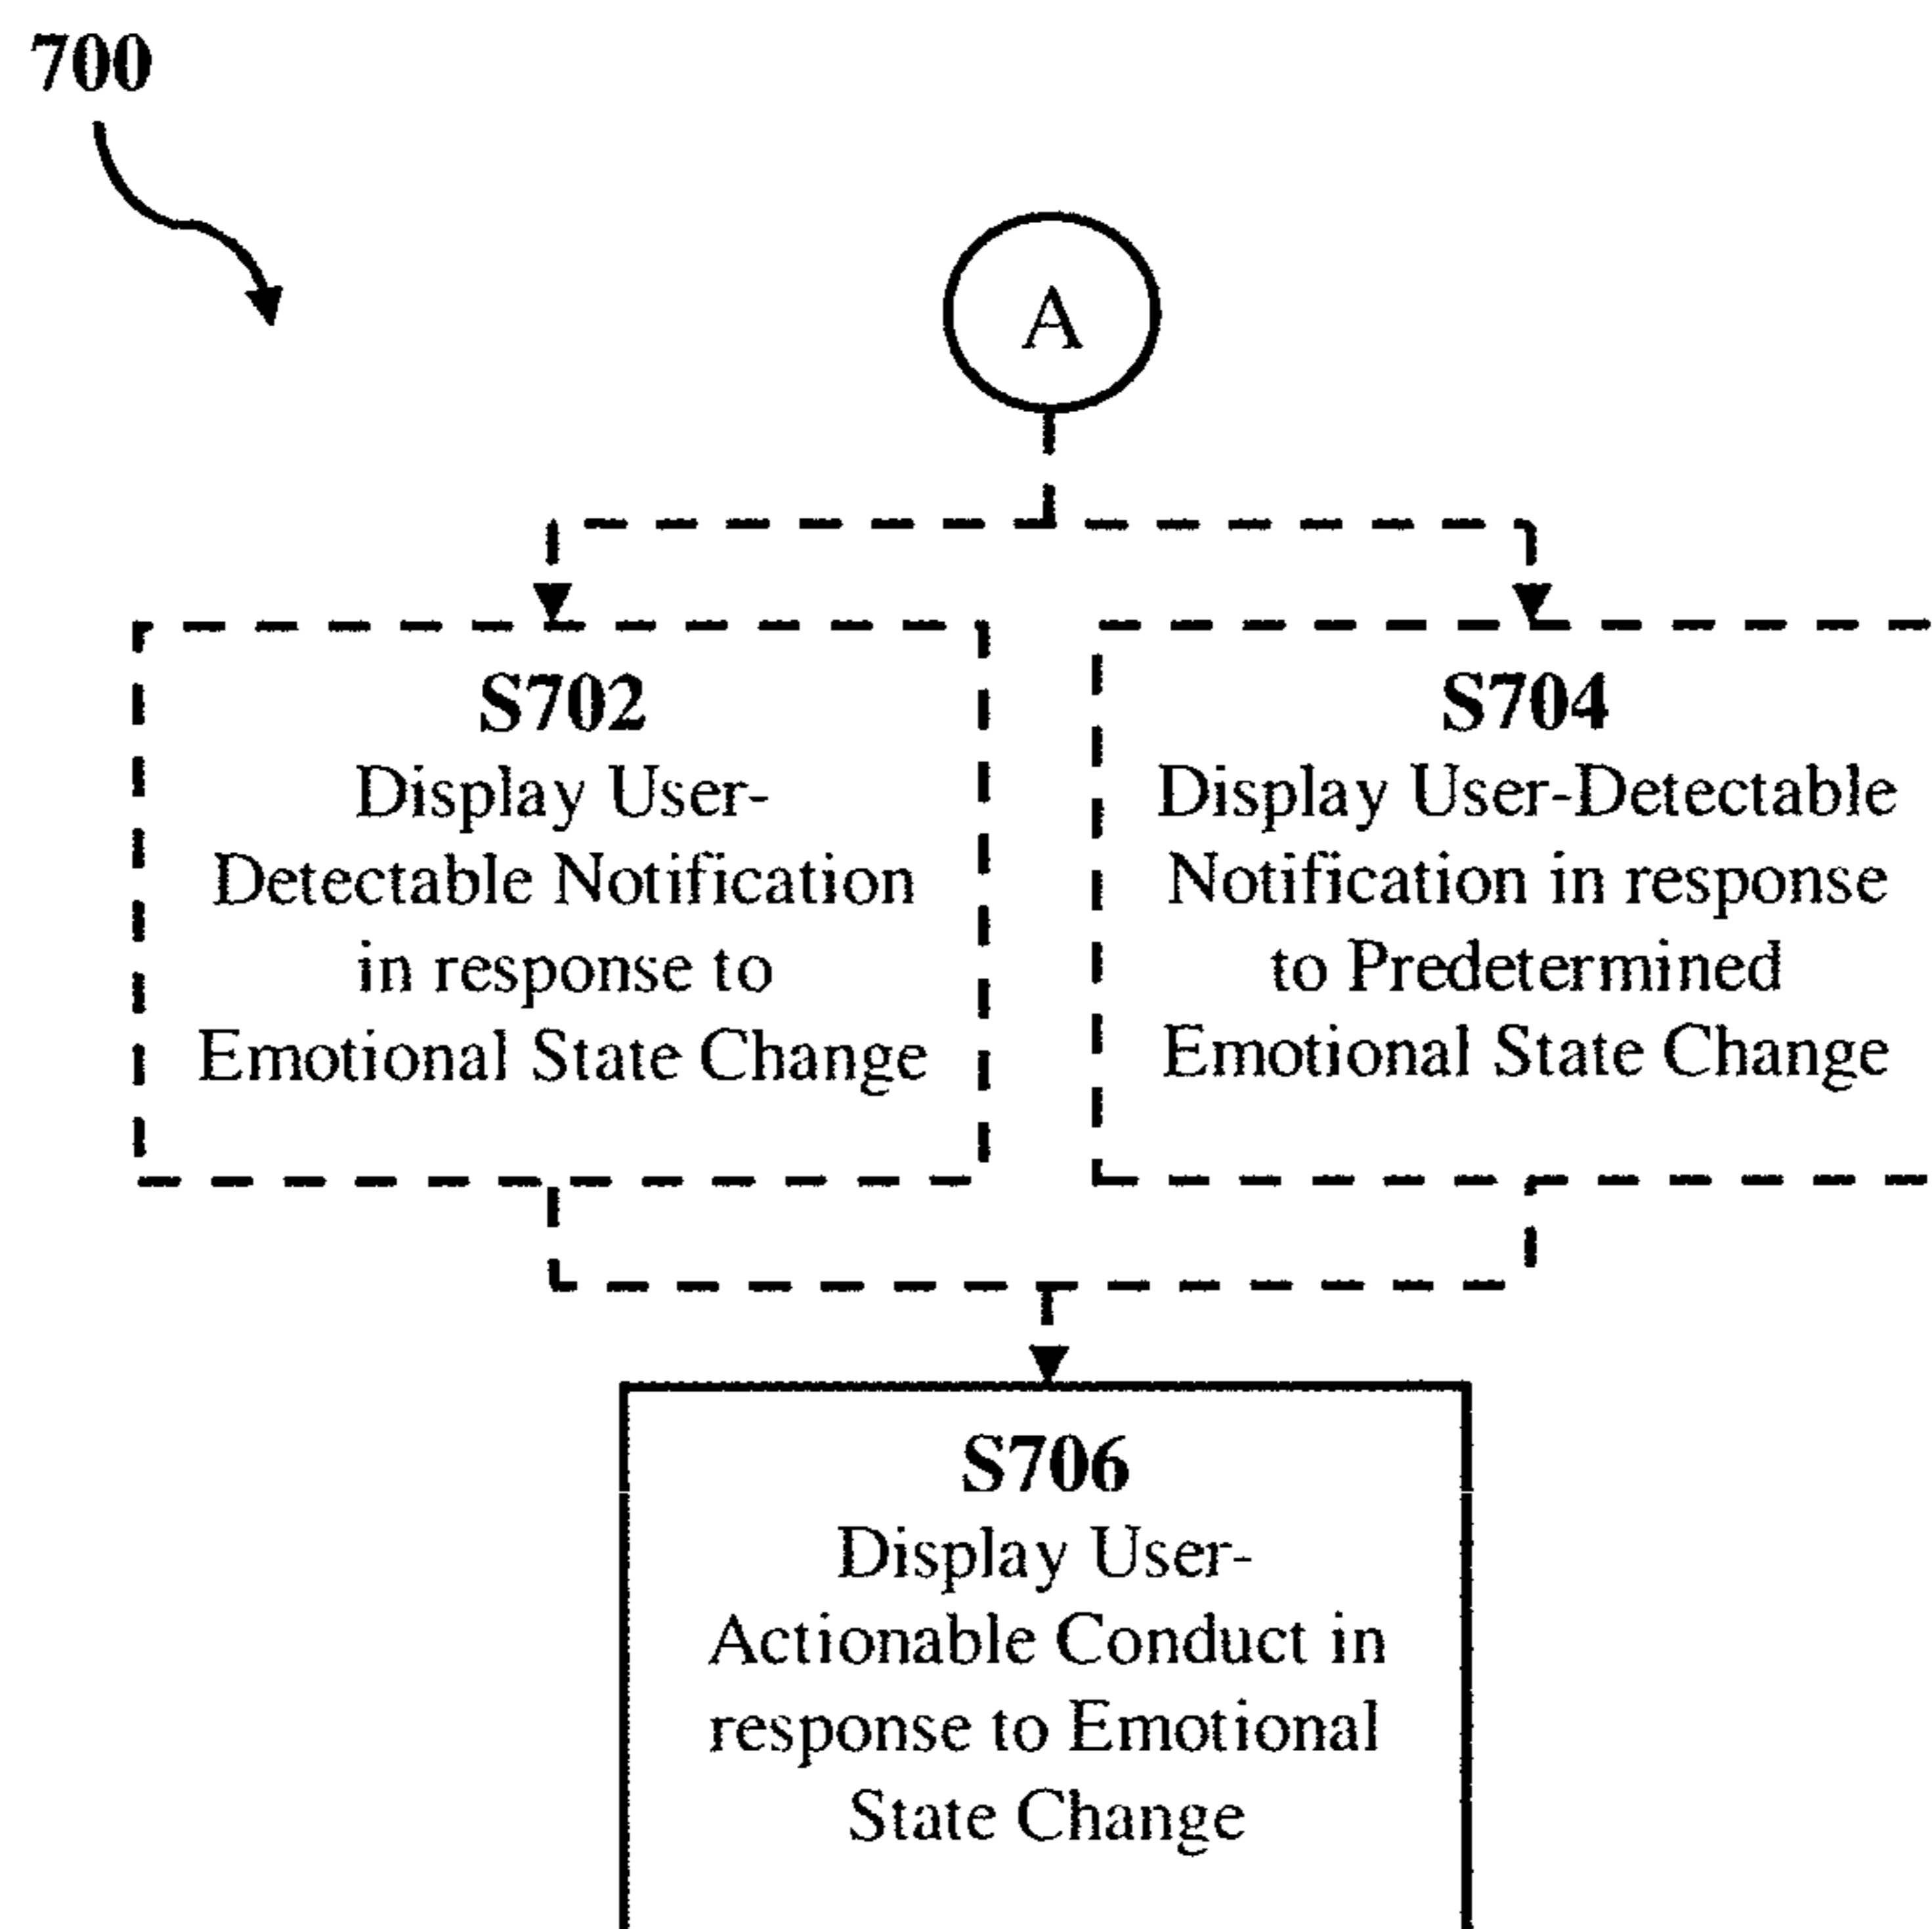 700
A
S702
Display User-
Detectable Notification
in response to
Emotional State Change
S704
Display User-Detectable
Notification in response
to Predetermined
Emotional State Change
S706
Display User-
Actionable Conduct in
response to Emotional
State Change